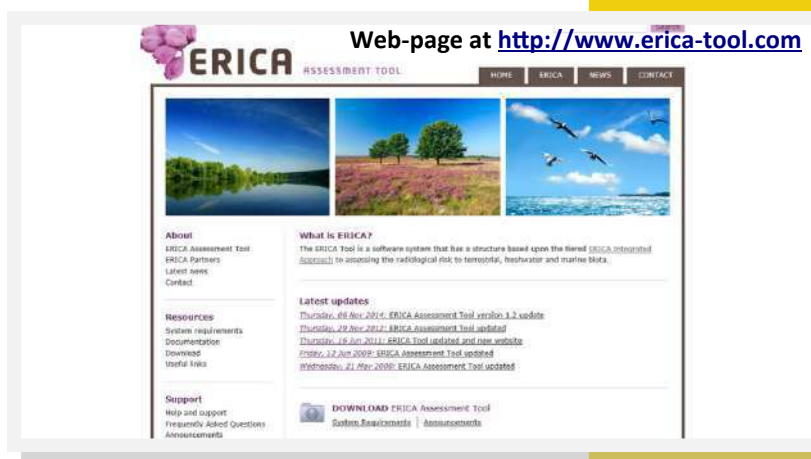 Web-page at http://www.erica-tool.com
ERICA ASSESSMENT TOOL
HOME ERICA NEWS CONTACT
About
ERICA Assessment Tool
ERICA Partners
Latest news
Contact
Resources
System requirements
Documentation
Download
Useful links
Support
Help and support
Frequently Asked Questions
Announcements
What is ERICA?
The ERICA Tool is a software system that has a structure based upon the tiered ERICA Integrated
Approach to assessing the radiological risk to terrestrial, freshwater and marine biota.
Latest updates
Thursday, 06 Nov 2014: ERICA Assessment Tool version 1.2 update
Thursday, 29 Nov 2012: ERICA Assessment Tool updated
Thursday, 16 Jun 2011: ERICA Tool updated and new website
Friday, 12 Jun 2009: ERICA Assessment Tool updated
Wednesday, 21 May 2008: ERICA Assessment Tool updated
DOWNLOAD ERICA Assessment Tool
System Requirements | Announcements